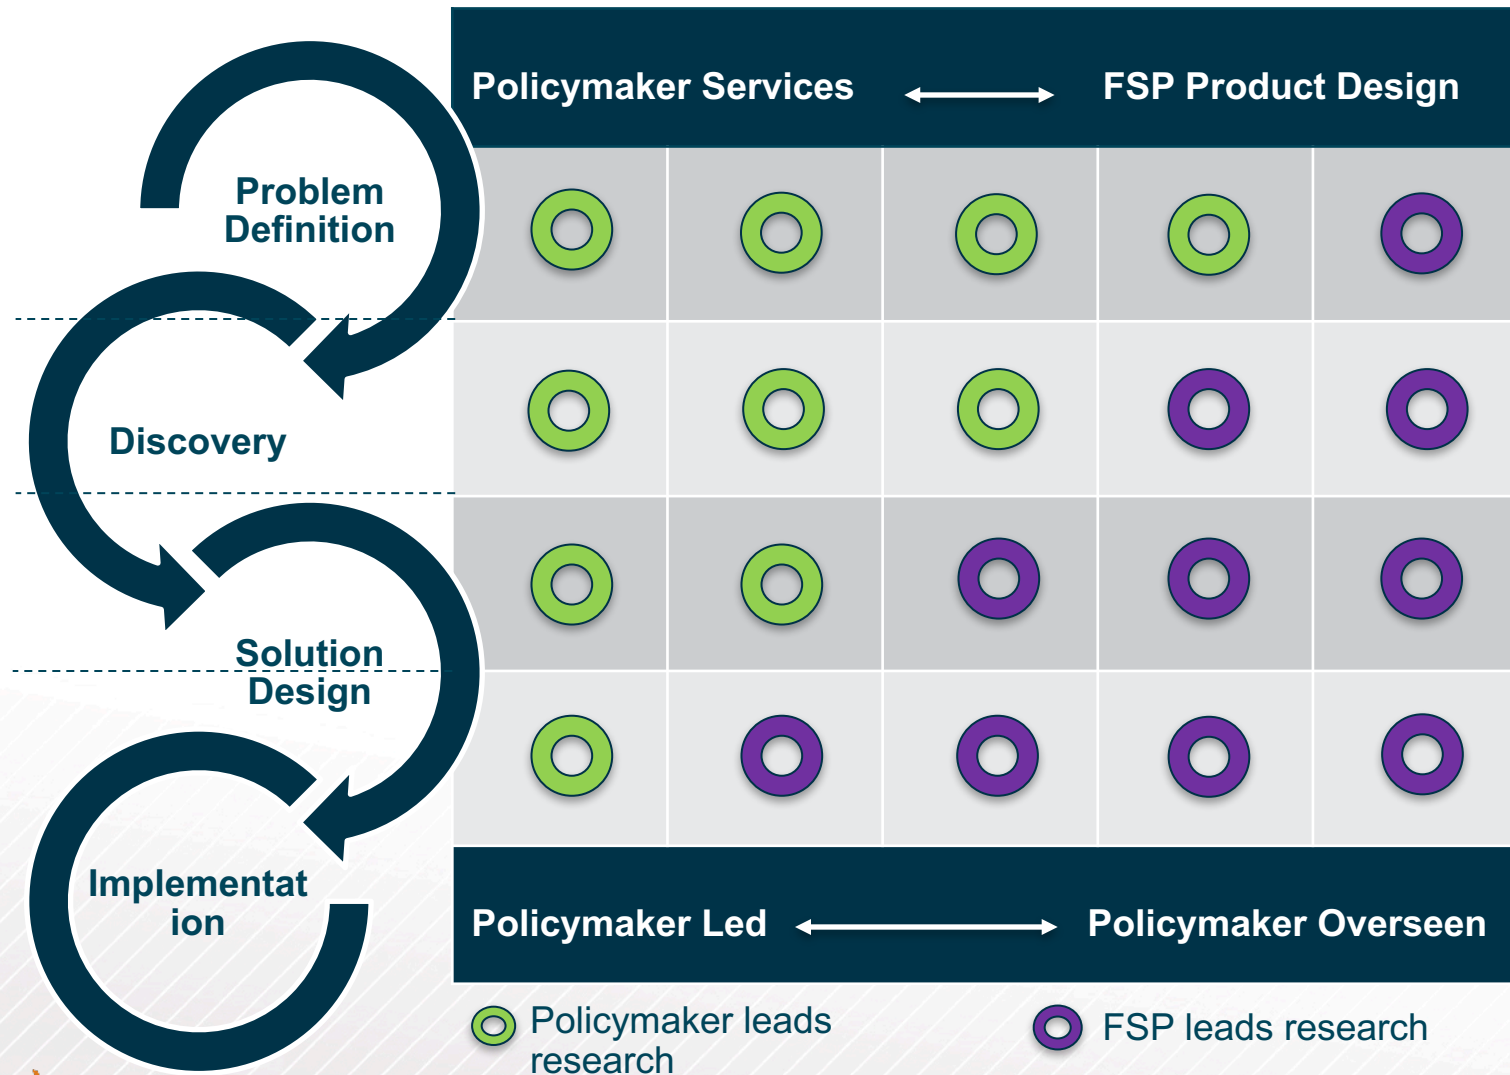 Policymaker Services
FSP Product Design
Problem
Definition
Discovery
Solution
Design
Implementat
ion
Policymaker Led
Policymaker Overseen
Policymaker leads
research
FSP leads research